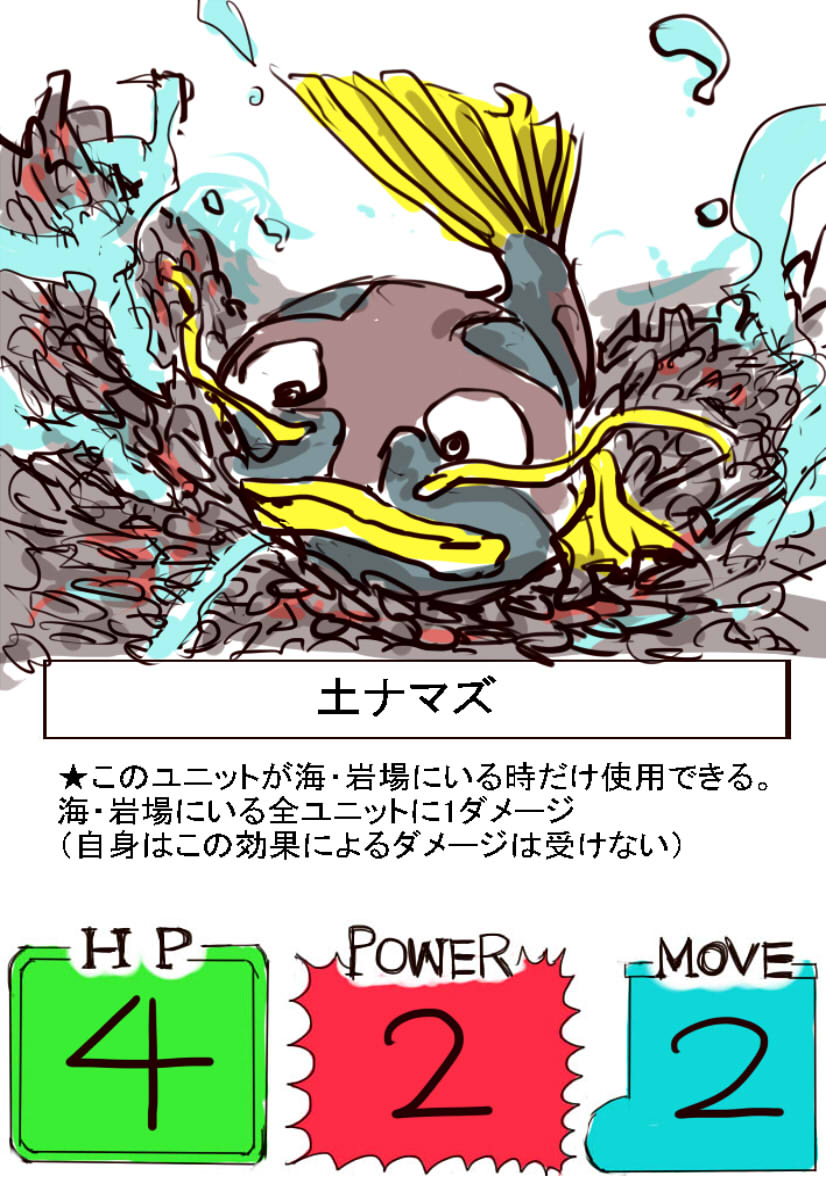 土ナマズ
★このユニットが海・岩場にいる時だけ使用できる。
海・岩場にいる全ユニットに1ダメージ
（自身はこの効果によるダメージは受けない）
HP POWER MOVE
4 2 2